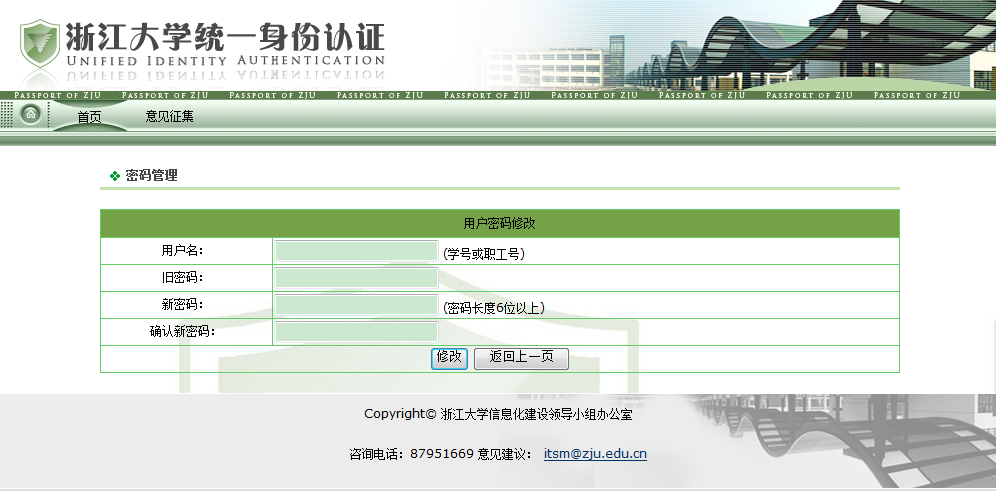 浙江大学统一身份认证
UNIFIED IDENTITY AUTHENTICATION
PASSPORT OF ZJU PASSPORT OF ZJU PASSPORT OF ZJU PASSPORT OF ZJU PASSPORT OF ZJU PASSPORT OF ZJU PASSPORT OF ZJU PASSPORT OF ZJU PASSPORT OF ZJU
首页 意见征集
密码管理
用户密码修改
用户名： (学号或职工号)
旧密码：
新密码： (密码长度6位以上)
确认新密码：
修改 返回上一页
Copyright© 浙江大学信息化建设领导小组办公室
咨询电话：87951669 意见建议： itsm@zju.edu.cn